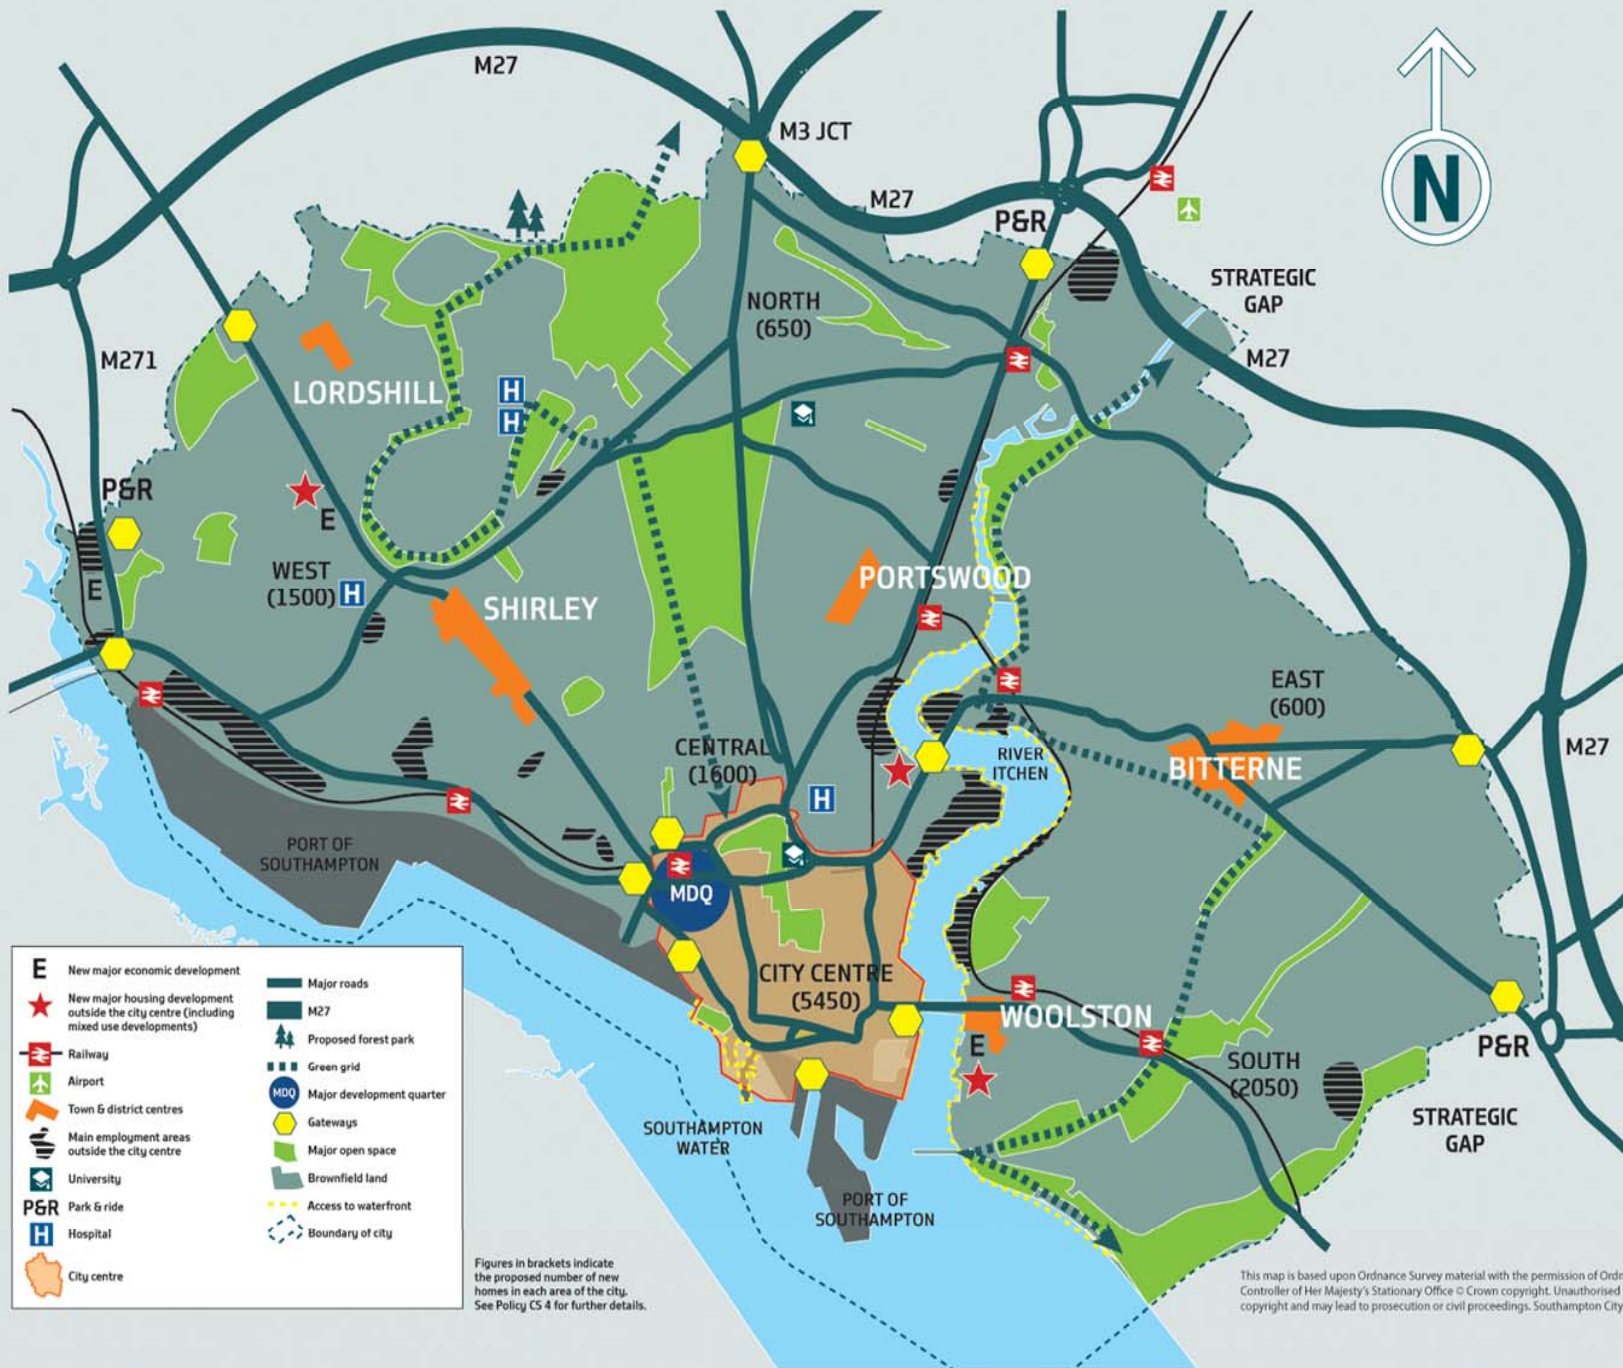 M27
M3 JCT
M27
P&R
N
STRATEGIC
GAP
NORTH
(650)
M27
M271
LORDSHILL
H
H
P&R
E
E
WEST
(1500)
H
SHIRLEY
PORTSWOOD
EAST
(600)
CENTRAL
(1600)
RIVER
ITCHEN
M27
BITTERNE
H
PORT OF
SOUTHAMPTON
MDQ
CITY CENTRE
(5450)
WOOLSTON
E
P&R
SOUTH
(2050)
STRATEGIC
GAP
SOUTHAMPTON
WATER
PORT OF
SOUTHAMPTON
E
New major economic development
New major housing development
outside the city centre (including
mixed use developments)
Railway
Airport
Town & district centres
Main employment areas
outside the city centre
University
P&R
Park & ride
H
Hospital
City centre
Major roads
M27
Proposed forest park
Green grid
MDQ
Major development quarter
Gateways
Major open space
Brownfield land
Access to waterfront
Boundary of city
Figures in brackets indicate
the proposed number of new
homes in each area of the city.
See Policy CS 4 for further details.
This map is based upon Ordnance Survey material with the permission of Ordn
Controller of Her Majesty's Stationary Office © Crown copyright. Unauthorised
copyright and may lead to prosecution or civil proceedings. Southampton City